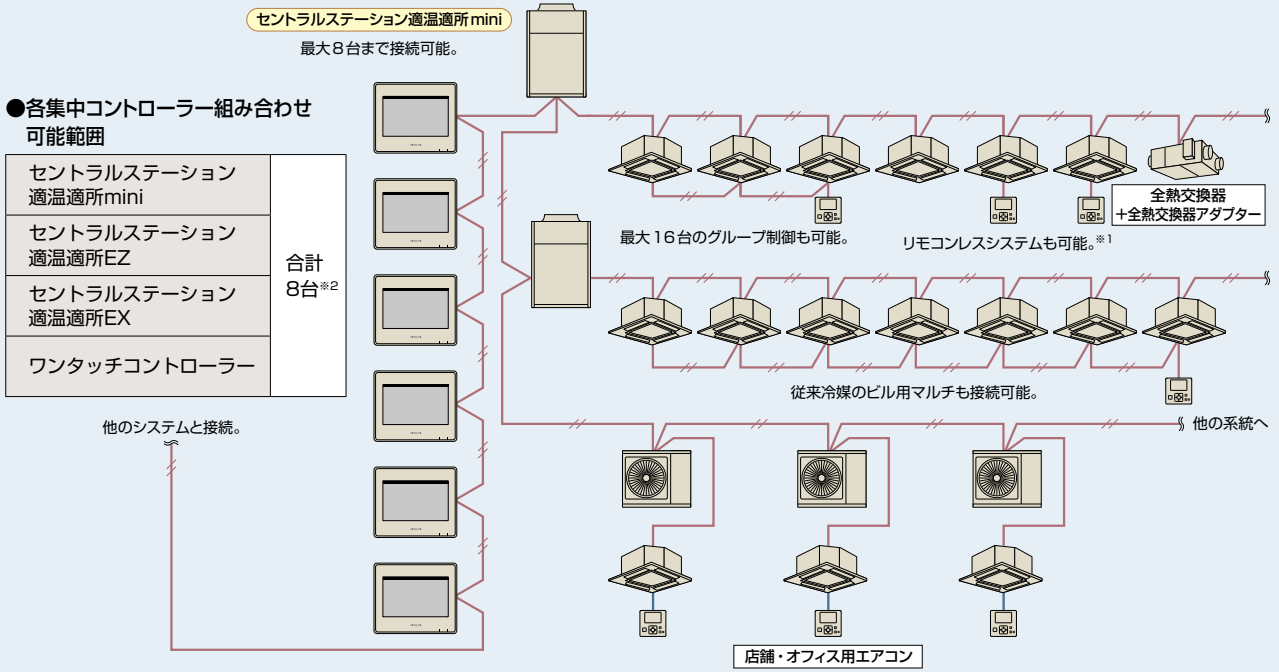 セントラルステーション適温適所mini
最大8台まで接続可能。
●各集中コントローラー組み合わせ
可能範囲
セントラルステーション
適温適所mini
セントラルステーション
適温適所EZ
セントラルステーション
適温適所EX
ワンタッチコントローラー
合計
8台※2
他のシステムと接続。
全熱交換器
+全熱交換器アダプター
最大16台のグループ制御も可能。
リモコンレスシステムも可能。※1
従来冷媒のビル用マルチも接続可能。
他の系統へ
店舗・オフィス用エアコン